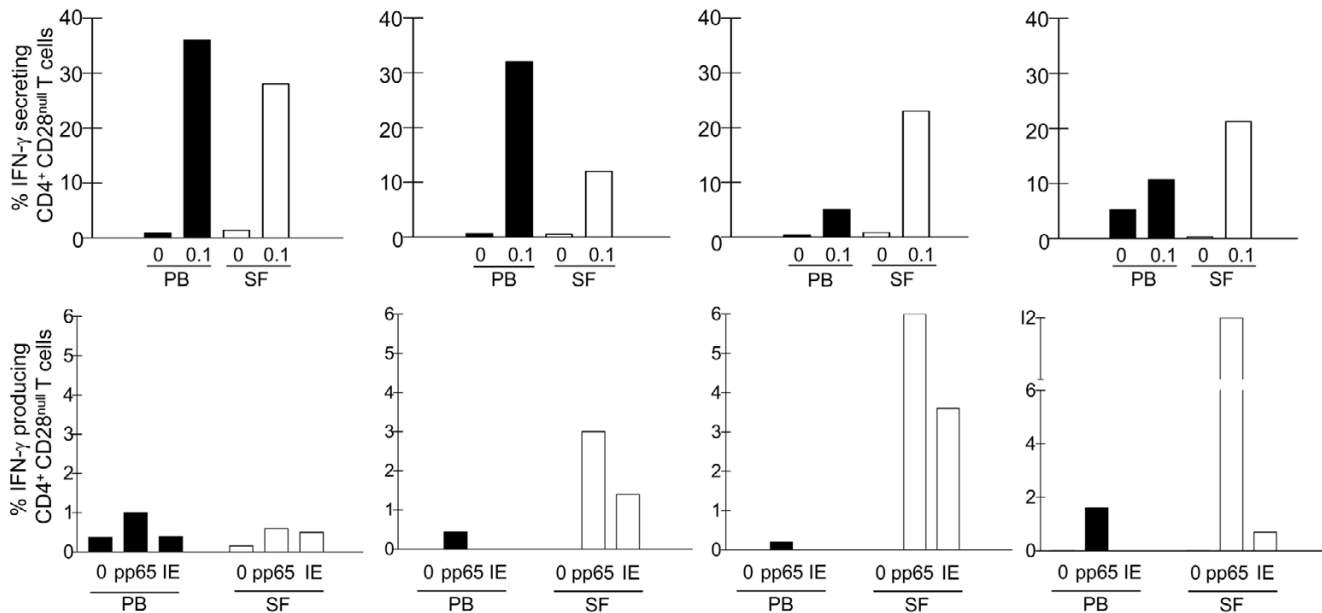 % IFN-γ secreting
CD4⁺ CD28ⁿᵘˡˡ T cells
40 40 40 40
30 30 30 30
20 20 20 20
10 10 10 10
0 0 0 0
0 0.1 0 0.1 0 0.1 0 0.1 0 0.1 0 0.1 0 0.1 0 0.1
PB SF PB SF PB SF PB SF
% IFN-γ producing
CD4⁺ CD28ⁿᵘˡˡ T cells
6 6 6 12
5 5 5 6
4 4 4 4
3 3 3
2 2 2 2
1 1 1
0 0 0 0
0 pp65 IE 0 pp65 IE 0 pp65 IE 0 pp65 IE 0 pp65 IE 0 pp65 IE 0 pp65 IE 0 pp65 IE
PB SF PB SF PB SF PB SF